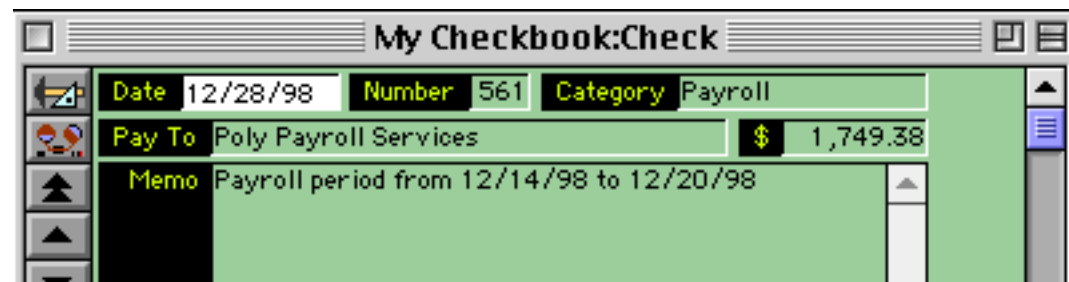 My Checkbook:Check
Date 12/28/98 Number 561 Category Payroll
Pay To Poly Payroll Services $ 1,749.38
Memo Payroll period from 12/14/98 to 12/20/98